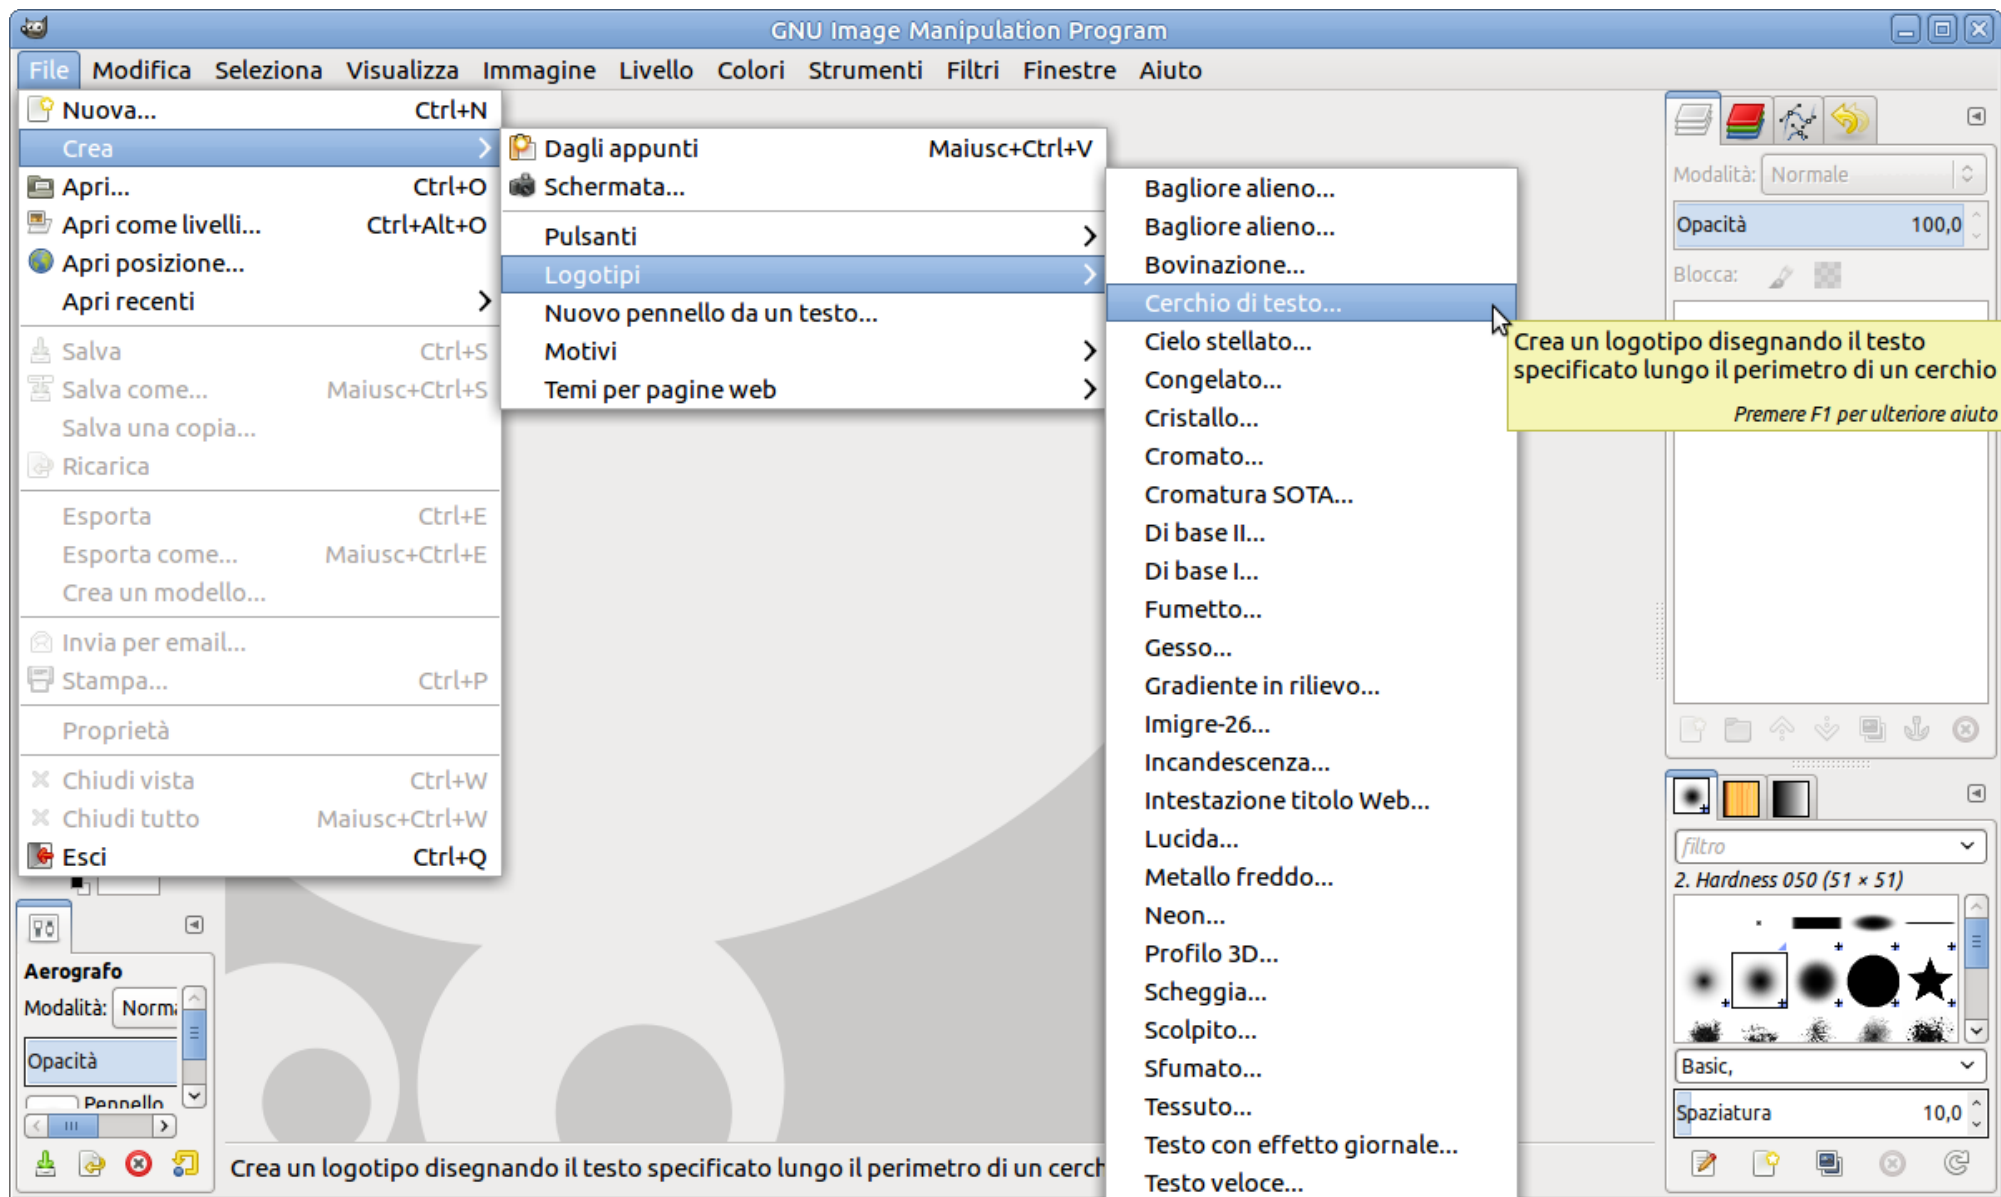 GNU Image Manipulation Program
File Modifica Seleziona Visualizza Immagine Livello Colori Strumenti Filtri Finestre Aiuto
Nuova... Ctrl+N
Crea
Apri... Ctrl+O
Apri come livelli... Ctrl+Alt+O
Apri posizione...
Apri recenti
Salva Ctrl+S
Salva come... Maiusc+Ctrl+S
Salva una copia...
Ricarica
Esporta Ctrl+E
Esporta come... Maiusc+Ctrl+E
Crea un modello...
Invia per email...
Stampa... Ctrl+P
Proprietà
Chiudi vista Ctrl+W
Chiudi tutto Maiusc+Ctrl+W
Esci Ctrl+Q
Dagli appunti Maiusc+Ctrl+V
Schermata...
Pulsanti
Logotipi
Nuovo pennello da un testo...
Motivi
Temi per pagine web
Bagliore alieno...
Bagliore alieno...
Bovinazione...
Cerchio di testo...
Cielo stellato...
Congelato...
Cristallo...
Cromato...
Cromatura SOTA...
Di base II...
Di base I...
Fumetto...
Gesso...
Gradiente in rilievo...
Imigre-26...
Incandescenza...
Intestazione titolo Web...
Lucida...
Metallo freddo...
Neon...
Profilo 3D...
Scheggia...
Scolpito...
Sfumato...
Tessuto...
Testo con effetto giornale...
Testo veloce...
Crea un logotipo disegnando il testo
specificato lungo il perimetro di un cerchio
Premere F1 per ulteriore aiuto
Modalità: Normale
Opacità 100,0
Blocca:
filtro
2. Hardness 050 (51 × 51)
Basic,
Spaziatura 10,0
Aerografo
Modalità: Norma
Opacità
Pennello
Crea un logotipo disegnando il testo specificato lungo il perimetro di un cerch